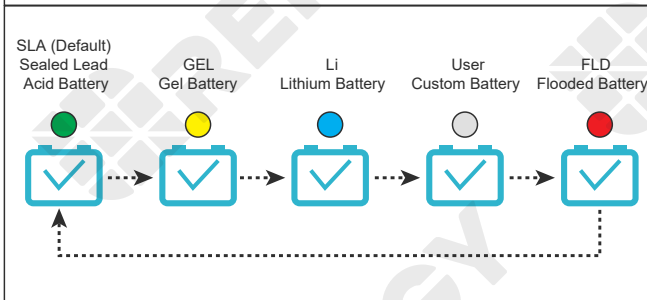 SLA (Default)
Sealed Lead
Acid Battery
GEL
Gel Battery
Li
Lithium Battery
User
Custom Battery
FLD
Flooded Battery